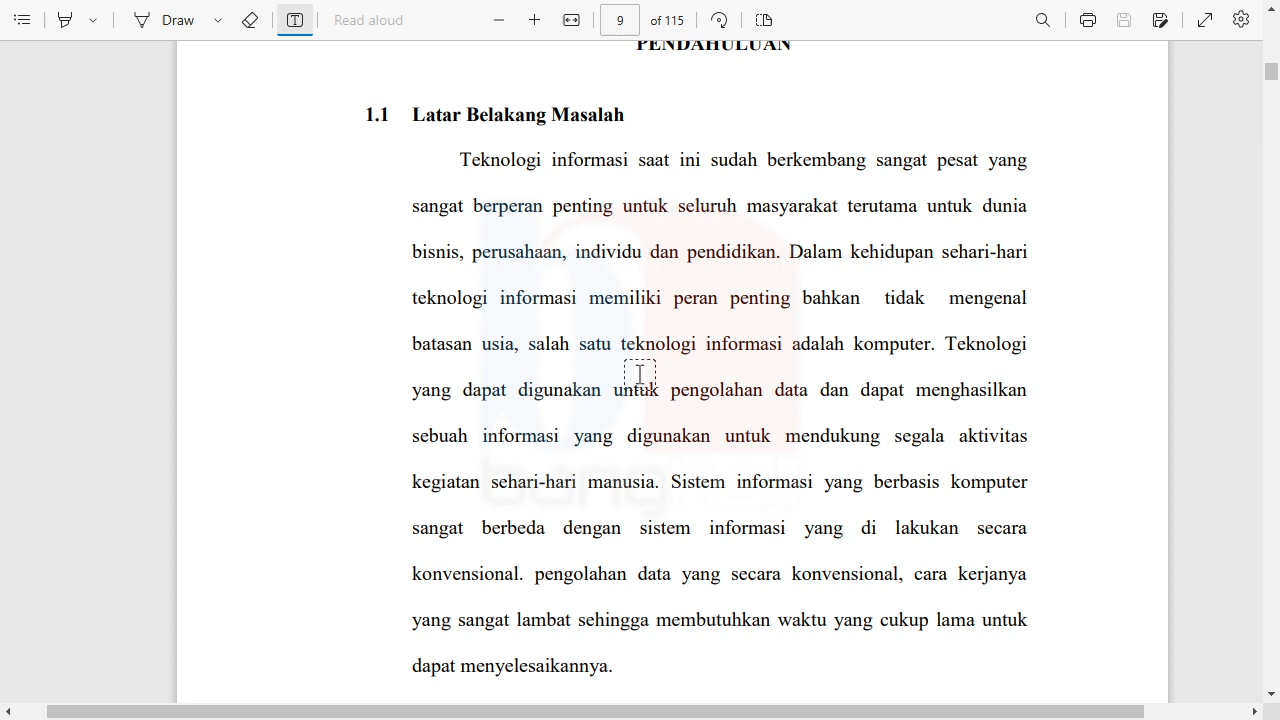 Draw
Read aloud
9 of 115
PENDAHULUAN
1.1 Latar Belakang Masalah
Teknologi informasi saat ini sudah berkembang sangat pesat yang
sangat berperan penting untuk seluruh masyarakat terutama untuk dunia
bisnis, perusahaan, individu dan pendidikan. Dalam kehidupan sehari-hari
teknologi informasi memiliki peran penting bahkan tidak mengenal
batasan usia, salah satu teknologi informasi adalah komputer. Teknologi
yang dapat digunakan untuk pengolahan data dan dapat menghasilkan
sebuah informasi yang digunakan untuk mendukung segala aktivitas
kegiatan sehari-hari manusia. Sistem informasi yang berbasis komputer
sangat berbeda dengan sistem informasi yang di lakukan secara
konvensional. pengolahan data yang secara konvensional, cara kerjanya
yang sangat lambat sehingga membutuhkan waktu yang cukup lama untuk
dapat menyelesaikannya.